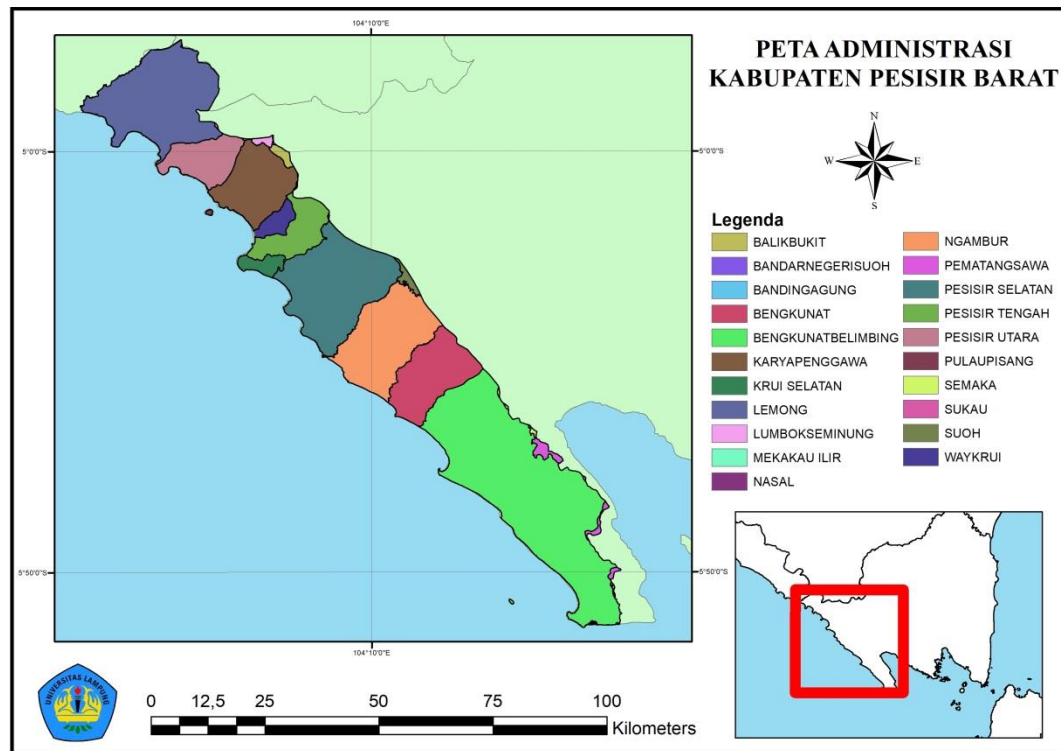 104°10'0"E
PETA ADMINISTRASI
KABUPATEN PESISIR BARAT
N
W E
S
5°0'0"S 5°0'0"S
Legenda
BALIKBUKIT
BANDARNEGERISUOH
BANDINGAGUNG
BENGKUNAT
BENGKUNATBELIMBING
KARYAPENGGAWA
KRUI SELATAN
LEMONG
LUMBOKSEMINUNG
MEKAKAU ILIR
NASAL
NGAMBUR
PEMATANGSAWA
PESISIR SELATAN
PESISIR TENGAH
PESISIR UTARA
PULAUPISANG
SEMAKA
SUKAU
SUOH
WAYKRUI
5°50'0"S 5°50'0"S
104°10'0"E
UNIVERSITAS LAMPUNG
0 12,5 25 50 75 100
Kilometers